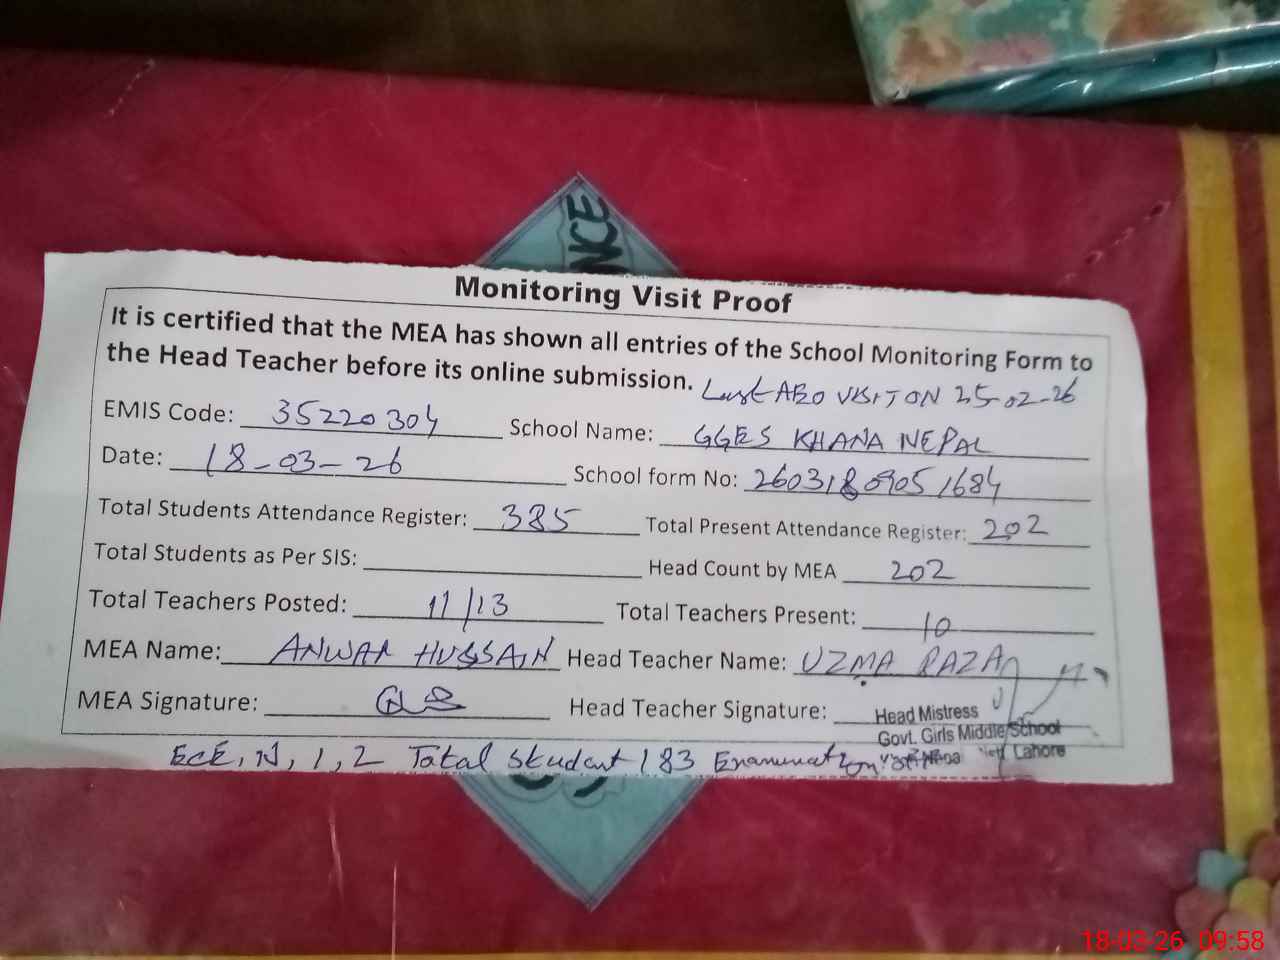 NCE
Monitoring Visit Proof
It is certified that the MEA has shown all entries of the School Monitoring Form to
the Head Teacher before its online submission. Last AEO VISIT ON 25-02-26
EMIS Code: 35220304 School Name: GGES KHANA NEPAL
Date: 18-03-26 School form No: 260318 09051684
Total Students Attendance Register: 385 Total Present Attendance Register: 202
Total Students as Per SIS: Head Count by MEA 202
Total Teachers Posted: 11/13 Total Teachers Present: 10
MEA Name: ANWAR HUSSAIN Head Teacher Name: UZMA RAZA
MEA Signature: Head Teacher Signature:
Head Mistress
Govt. Girls Middle School
Lahore
ECE, N, 1, 2 Total Student 183 Examination
18-03-26 09:58